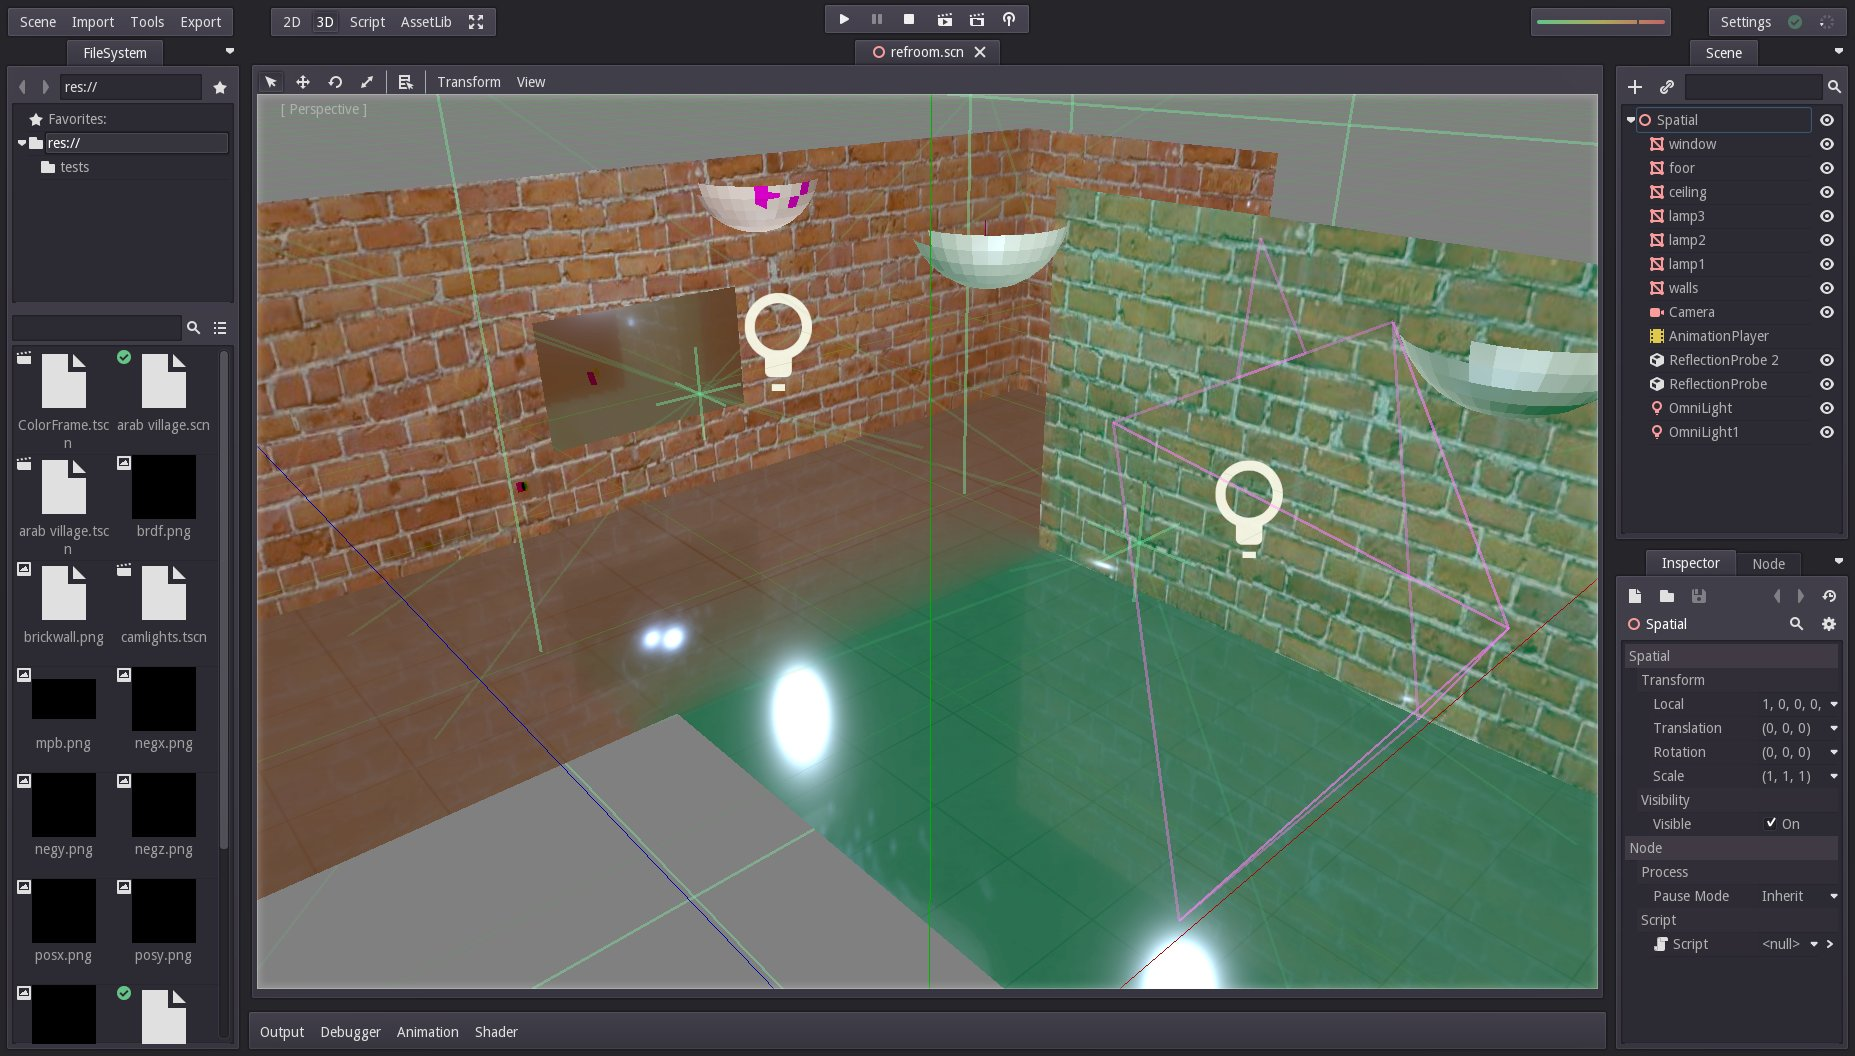 Scene Import Tools Export
2D 3D Script AssetLib
Settings
FileSystem
refroom.scn
Scene
res://
Transform View
[ Perspective ]
Favorites:
res://
tests
ColorFrame.tsc
n
arab village.scn
arab village.tsc
n
brdf.png
brickwall.png
camlights.tscn
mpb.png
negx.png
negy.png
negz.png
posx.png
posy.png
Spatial
window
foor
ceiling
lamp3
lamp2
lamp1
walls
Camera
AnimationPlayer
ReflectionProbe 2
ReflectionProbe
OmniLight
OmniLight1
Inspector Node
Spatial
Spatial
Transform
Local 1, 0, 0, 0,
Translation (0, 0, 0)
Rotation (0, 0, 0)
Scale (1, 1, 1)
Visibility
Visible On
Node
Process
Pause Mode Inherit
Script
Script <null>
Output Debugger Animation Shader